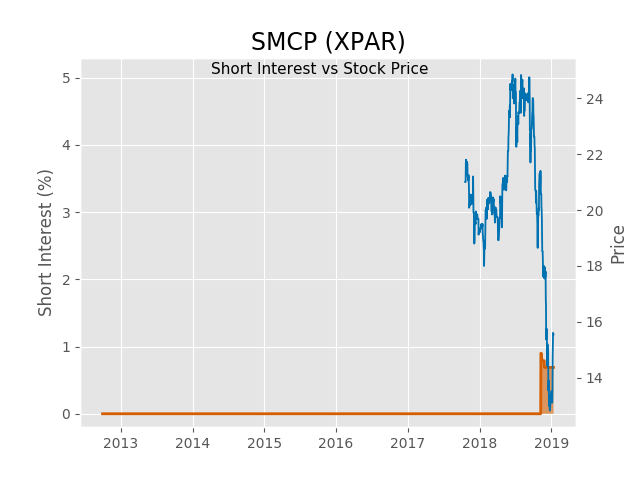 SMCP (XPAR)
Short Interest vs Stock Price
Short Interest (%)
5
4
3
2
1
0
24
22
20
18
16
14
Price
2013 2014 2015 2016 2017 2018 2019